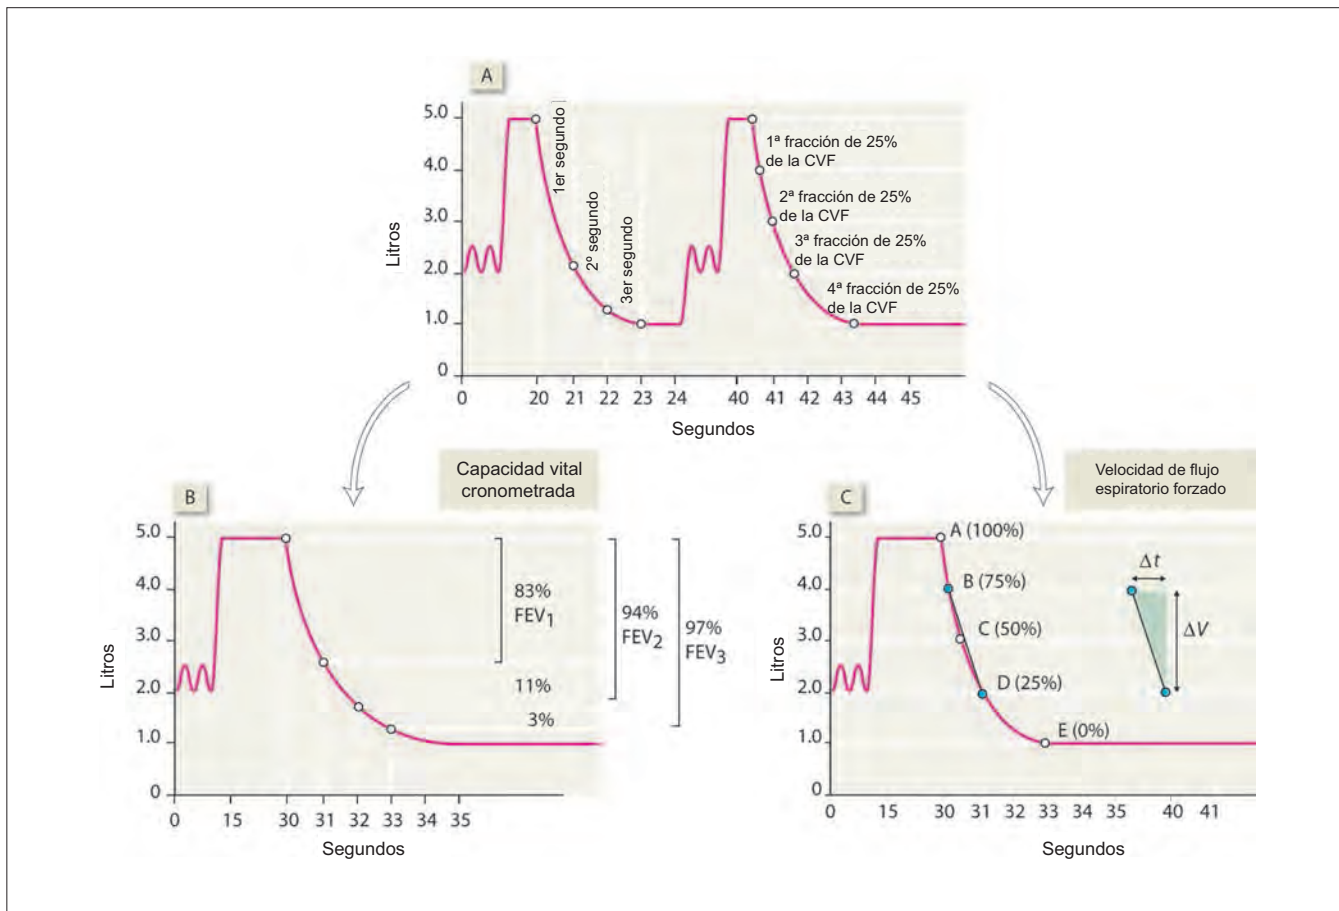 A
5.0
4.0
3.0
2.0
1.0
0
Litros
1er segundo
2º segundo
3er segundo
1ª fracción de 25%
de la CVF
2ª fracción de 25%
de la CVF
3ª fracción de 25%
de la CVF
4ª fracción de 25%
de la CVF
0 20 21 22 23 24 40 41 42 43 44 45
Segundos
B
Capacidad vital
cronometrada
5.0
4.0
3.0
2.0
1.0
0
Litros
83%
FEV1
94%
FEV2
97%
FEV3
11%
3%
0 15 30 31 32 33 34 35
Segundos
Velocidad de flujo
espiratorio forzado
C
5.0
4.0
3.0
2.0
1.0
0
Litros
A (100%)
B (75%)
C (50%)
D (25%)
E (0%)
Δt
ΔV
0 15 30 31 32 33 34 35 40 41
Segundos